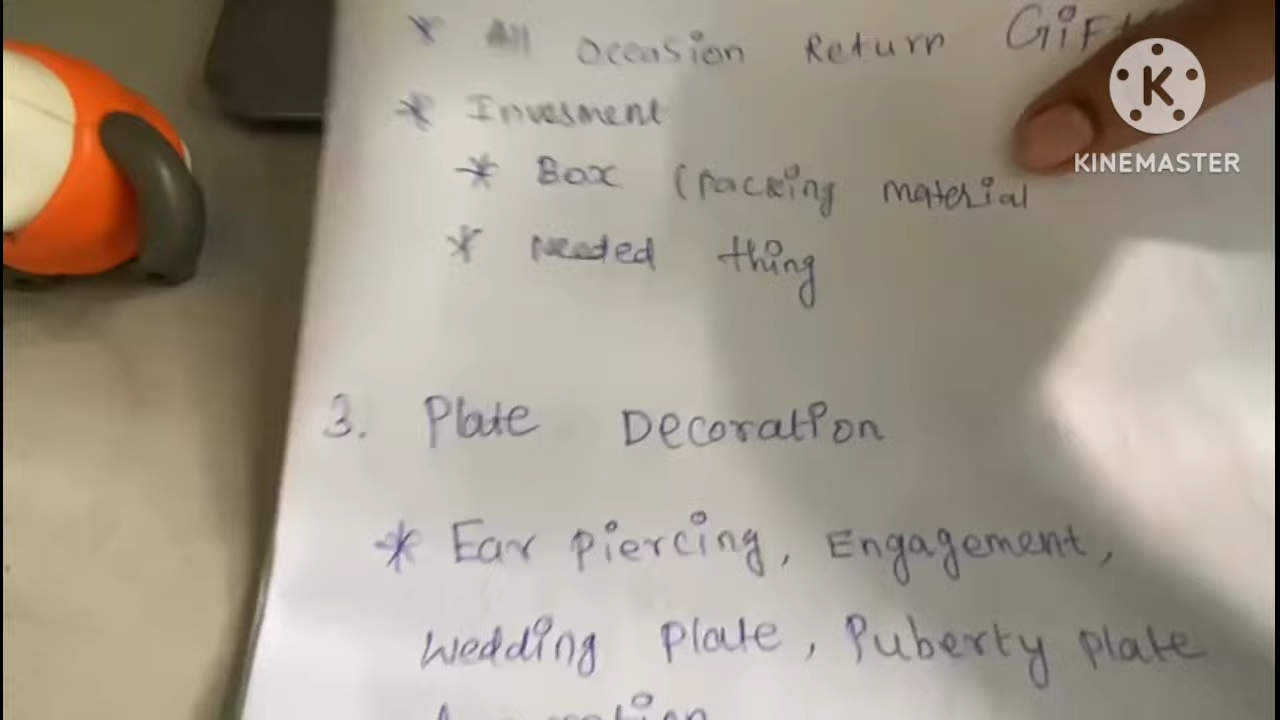 * All Occasion Return Gift
* Invesment
* Box (packing material
* Needed thing
3. Plate Decoration
* Ear piercing, Engagement,
wedding plate, Puberty plate
KINEMASTER